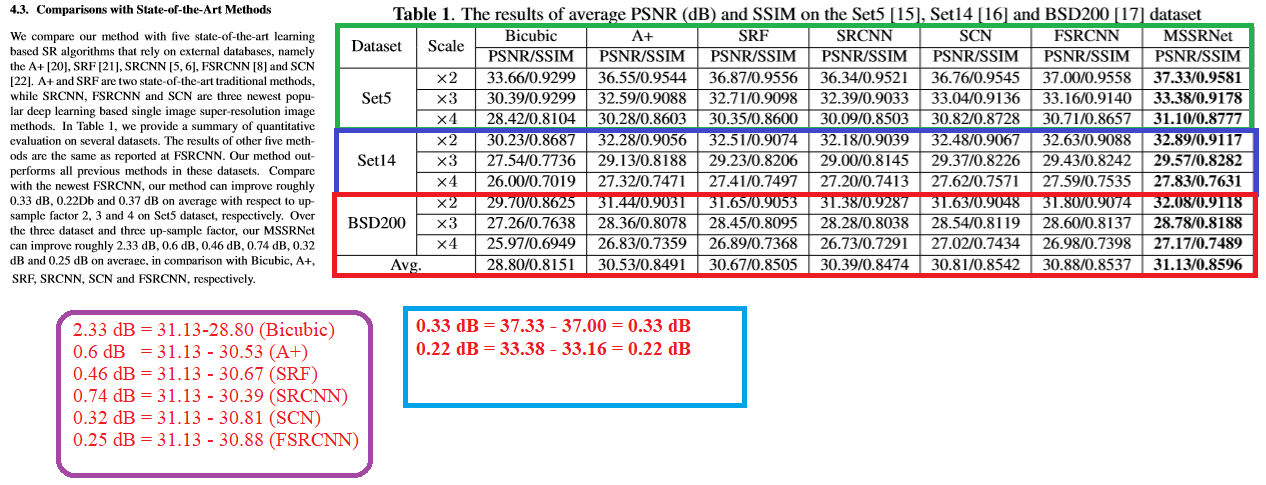 4.3. Comparisons with State-of-the-Art Methods
We compare our method with five state-of-the-art learning
based SR algorithms that rely on external databases, namely
the A+ [20], SRF [21], SRCNN [5, 6], FSRCNN [8] and SCN
[22]. A+ and SRF are two state-of-the-art traditional methods,
while SRCNN, FSRCNN and SCN are three newest popu-
lar deep learning based single image super-resolution image
methods. In Table 1, we provide a summary of quantitative
evaluation on several datasets. The results of other five meth-
ods are the same as reported at FSRCNN. Our method out-
performs all previous methods in these datasets. Compare
with the newest FSRCNN, our method can improve roughly
0.33 dB, 0.22Db and 0.37 dB on average with respect to up-
sample factor 2, 3 and 4 on Set5 dataset, respectively. Over
the three dataset and three up-sample factor, our MSSRNet
can improve roughly 2.33 dB, 0.6 dB, 0.46 dB, 0.74 dB, 0.32
dB and 0.25 dB on average, in comparison with Bicubic, A+,
SRF, SRCNN, SCN and FSRCNN, respectively.
Table 1. The results of average PSNR (dB) and SSIM on the Set5 [15], Set14 [16] and BSD200 [17] dataset
Dataset Scale Bicubic A+ SRF SRCNN SCN FSRCNN MSSRNet
PSNR/SSIM PSNR/SSIM PSNR/SSIM PSNR/SSIM PSNR/SSIM PSNR/SSIM PSNR/SSIM
Set5 ×2 33.66/0.9299 36.55/0.9544 36.87/0.9556 36.34/0.9521 36.76/0.9545 37.00/0.9558 37.33/0.9581
×3 30.39/0.9299 32.59/0.9088 32.71/0.9098 32.39/0.9033 33.04/0.9136 33.16/0.9140 33.38/0.9178
×4 28.42/0.8104 30.28/0.8603 30.35/0.8600 30.09/0.8503 30.82/0.8728 30.71/0.8657 31.10/0.8777
Set14 ×2 30.23/0.8687 32.28/0.9056 32.51/0.9074 32.18/0.9039 32.48/0.9067 32.63/0.9088 32.89/0.9117
×3 27.54/0.7736 29.13/0.8188 29.23/0.8206 29.00/0.8145 29.37/0.8226 29.43/0.8242 29.57/0.8282
×4 26.00/0.7019 27.32/0.7471 27.41/0.7497 27.20/0.7413 27.62/0.7571 27.59/0.7535 27.83/0.7631
BSD200 ×2 29.70/0.8625 31.44/0.9031 31.65/0.9053 31.38/0.9287 31.63/0.9048 31.80/0.9074 32.08/0.9118
×3 27.26/0.7638 28.36/0.8078 28.45/0.8095 28.28/0.8038 28.54/0.8119 28.60/0.8137 28.78/0.8188
×4 25.97/0.6949 26.83/0.7359 26.89/0.7368 26.73/0.7291 27.02/0.7434 26.98/0.7398 27.17/0.7489
Avg. 28.80/0.8151 30.53/0.8491 30.67/0.8505 30.39/0.8474 30.81/0.8542 30.88/0.8537 31.13/0.8596
2.33 dB = 31.13-28.80 (Bicubic)
0.6 dB = 31.13 - 30.53 (A+)
0.46 dB = 31.13 - 30.67 (SRF)
0.74 dB = 31.13 - 30.39 (SRCNN)
0.32 dB = 31.13 - 30.81 (SCN)
0.25 dB = 31.13 - 30.88 (FSRCNN)
0.33 dB = 37.33 - 37.00 = 0.33 dB
0.22 dB = 33.38 - 33.16 = 0.22 dB